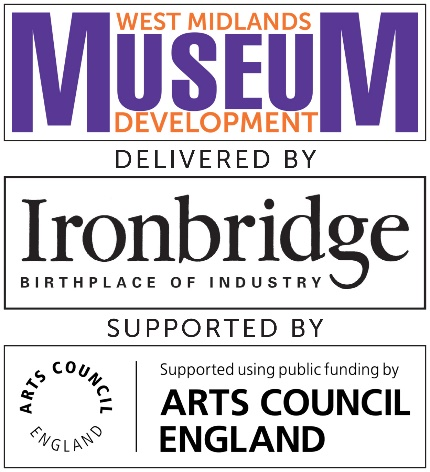 WEST MIDLANDS
MUSEUM
DEVELOPMENT
DELIVERED BY
Ironbridge
BIRTHPLACE OF INDUSTRY
SUPPORTED BY
ARTS COUNCIL
ENGLAND
Supported using public funding by
ARTS COUNCIL
ENGLAND